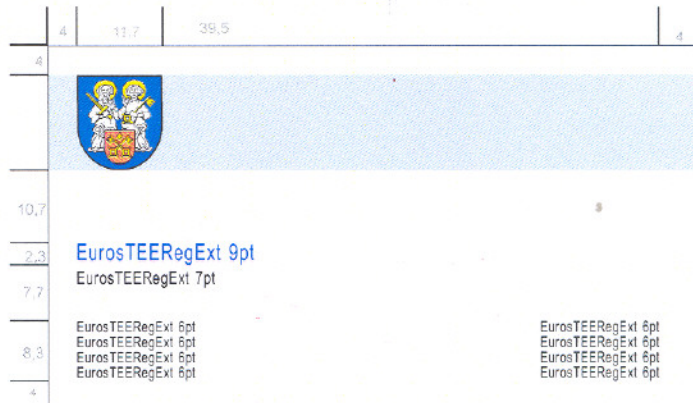 4 11,7 39,5 4
4
10,7
2,3
EurosTEERegExt 9pt
7,7
EurosTEERegExt 7pt
8,3
EurosTEERegExt 6pt EurosTEERegExt 6pt
EurosTEERegExt 6pt EurosTEERegExt 6pt
EurosTEERegExt 6pt EurosTEERegExt 6pt
EurosTEERegExt 6pt EurosTEERegExt 6pt
4